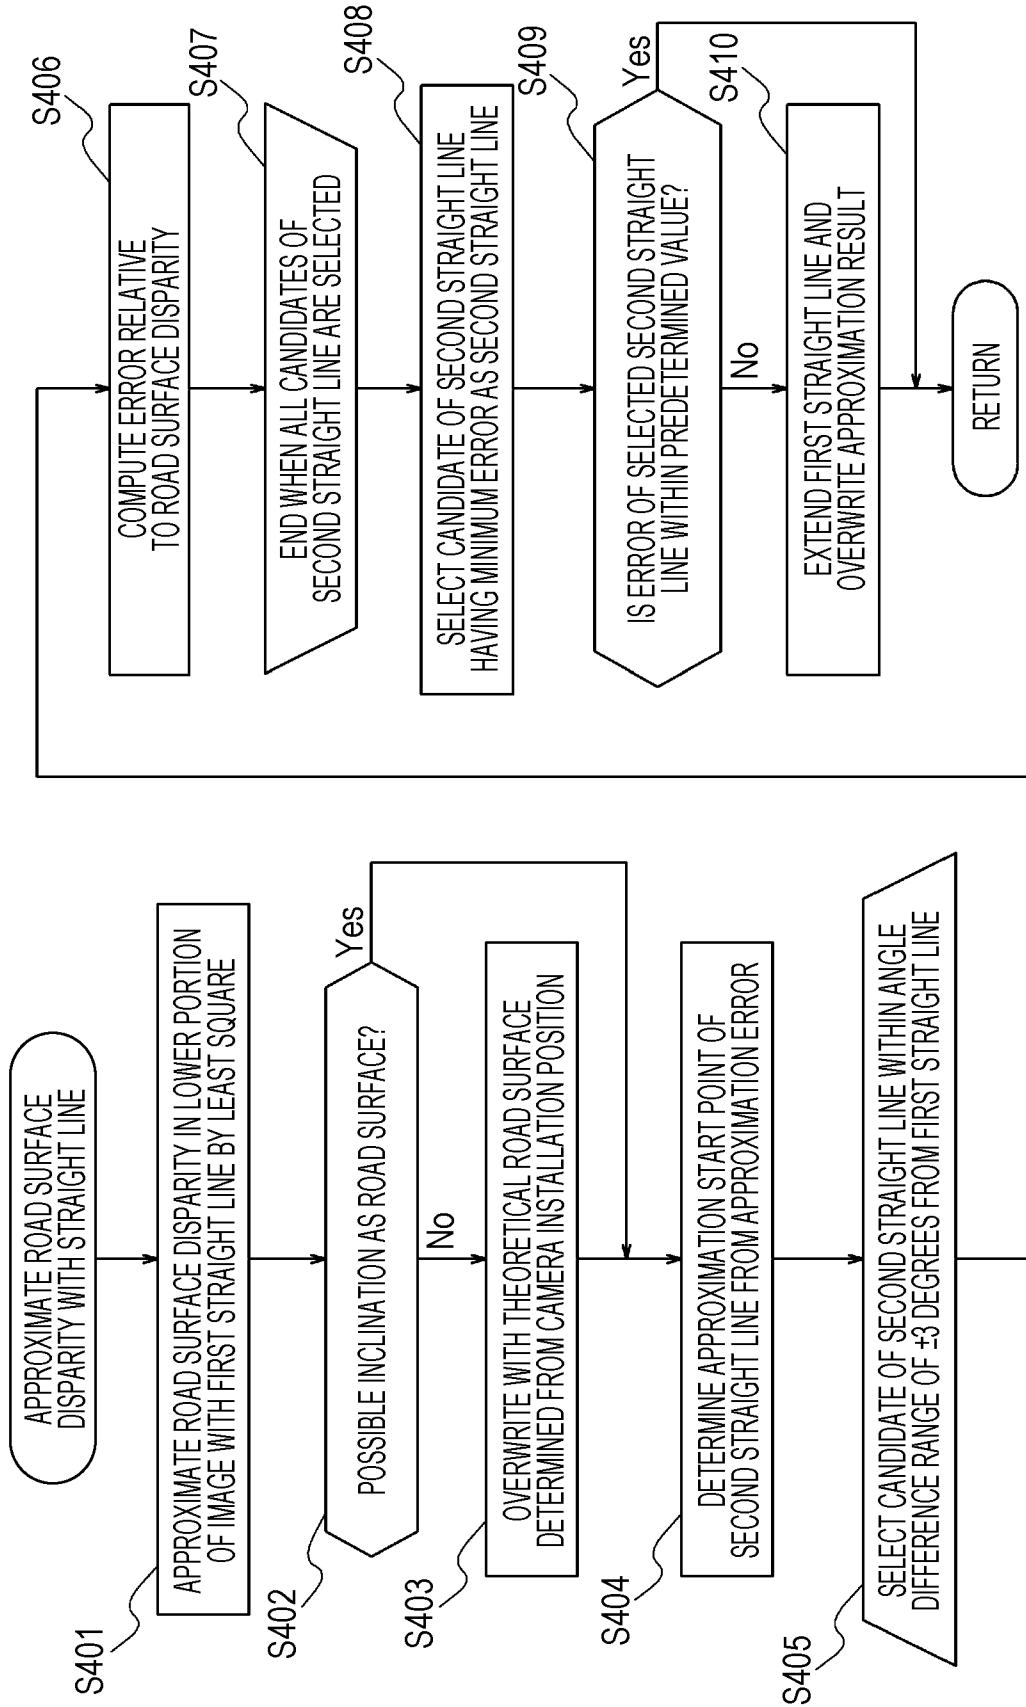 APPROXIMATE ROAD SURFACE
DISPARITY WITH STRAIGHT LINE
S401
APPROXIMATE ROAD SURFACE DISPARITY IN LOWER PORTION
OF IMAGE WITH FIRST STRAIGHT LINE BY LEAST SQUARE
S402
POSSIBLE INCLINATION AS ROAD SURFACE?
Yes
No
S403
OVERWRITE WITH THEORETICAL ROAD SURFACE
DETERMINED FROM CAMERA INSTALLATION POSITION
S404
DETERMINE APPROXIMATION START POINT OF
SECOND STRAIGHT LINE FROM APPROXIMATION ERROR
S405
SELECT CANDIDATE OF SECOND STRAIGHT LINE WITHIN ANGLE
DIFFERENCE RANGE OF ±3 DEGREES FROM FIRST STRAIGHT LINE
S406
COMPUTE ERROR RELATIVE
TO ROAD SURFACE DISPARITY
S407
END WHEN ALL CANDIDATES OF
SECOND STRAIGHT LINE ARE SELECTED
S408
SELECT CANDIDATE OF SECOND STRAIGHT LINE
HAVING MINIMUM ERROR AS SECOND STRAIGHT LINE
S409
IS ERROR OF SELECTED SECOND STRAIGHT
LINE WITHIN PREDETERMINED VALUE?
Yes
No
S410
EXTEND FIRST STRAIGHT LINE AND
OVERWRITE APPROXIMATION RESULT
RETURN